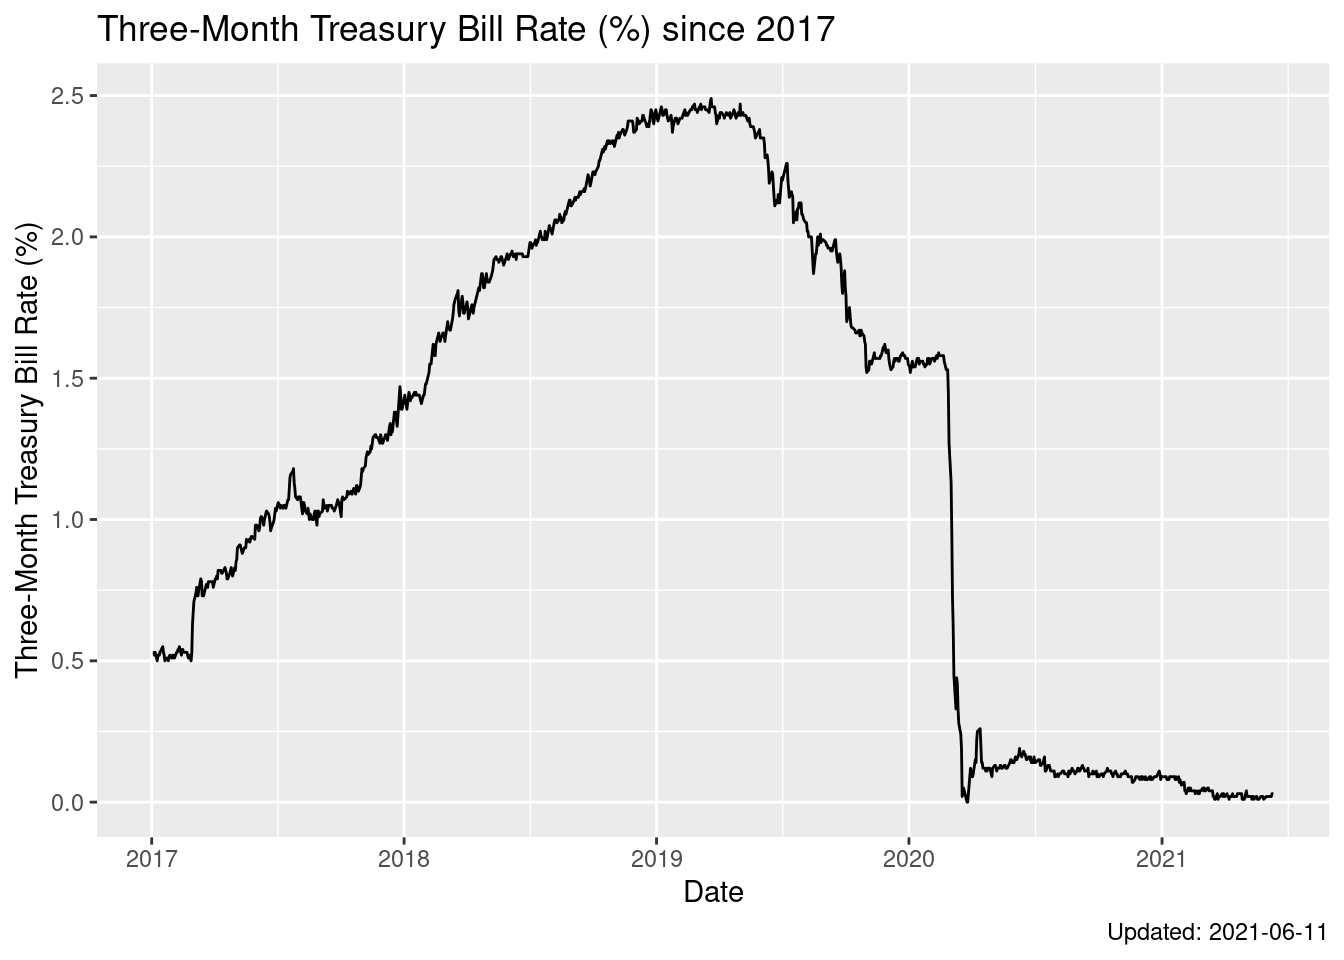 Three-Month Treasury Bill Rate (%) since 2017
Three-Month Treasury Bill Rate (%)
2.5
2.0
1.5
1.0
0.5
0.0
2017
2018
2019
2020
2021
Date
Updated: 2021-06-11